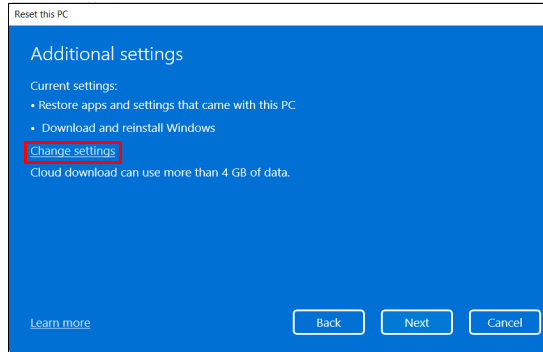 Reset this PC
Additional settings
Current settings:
• Restore apps and settings that came with this PC
• Download and reinstall Windows
Change settings
Cloud download can use more than 4 GB of data.
Learn more
Back
Next
Cancel